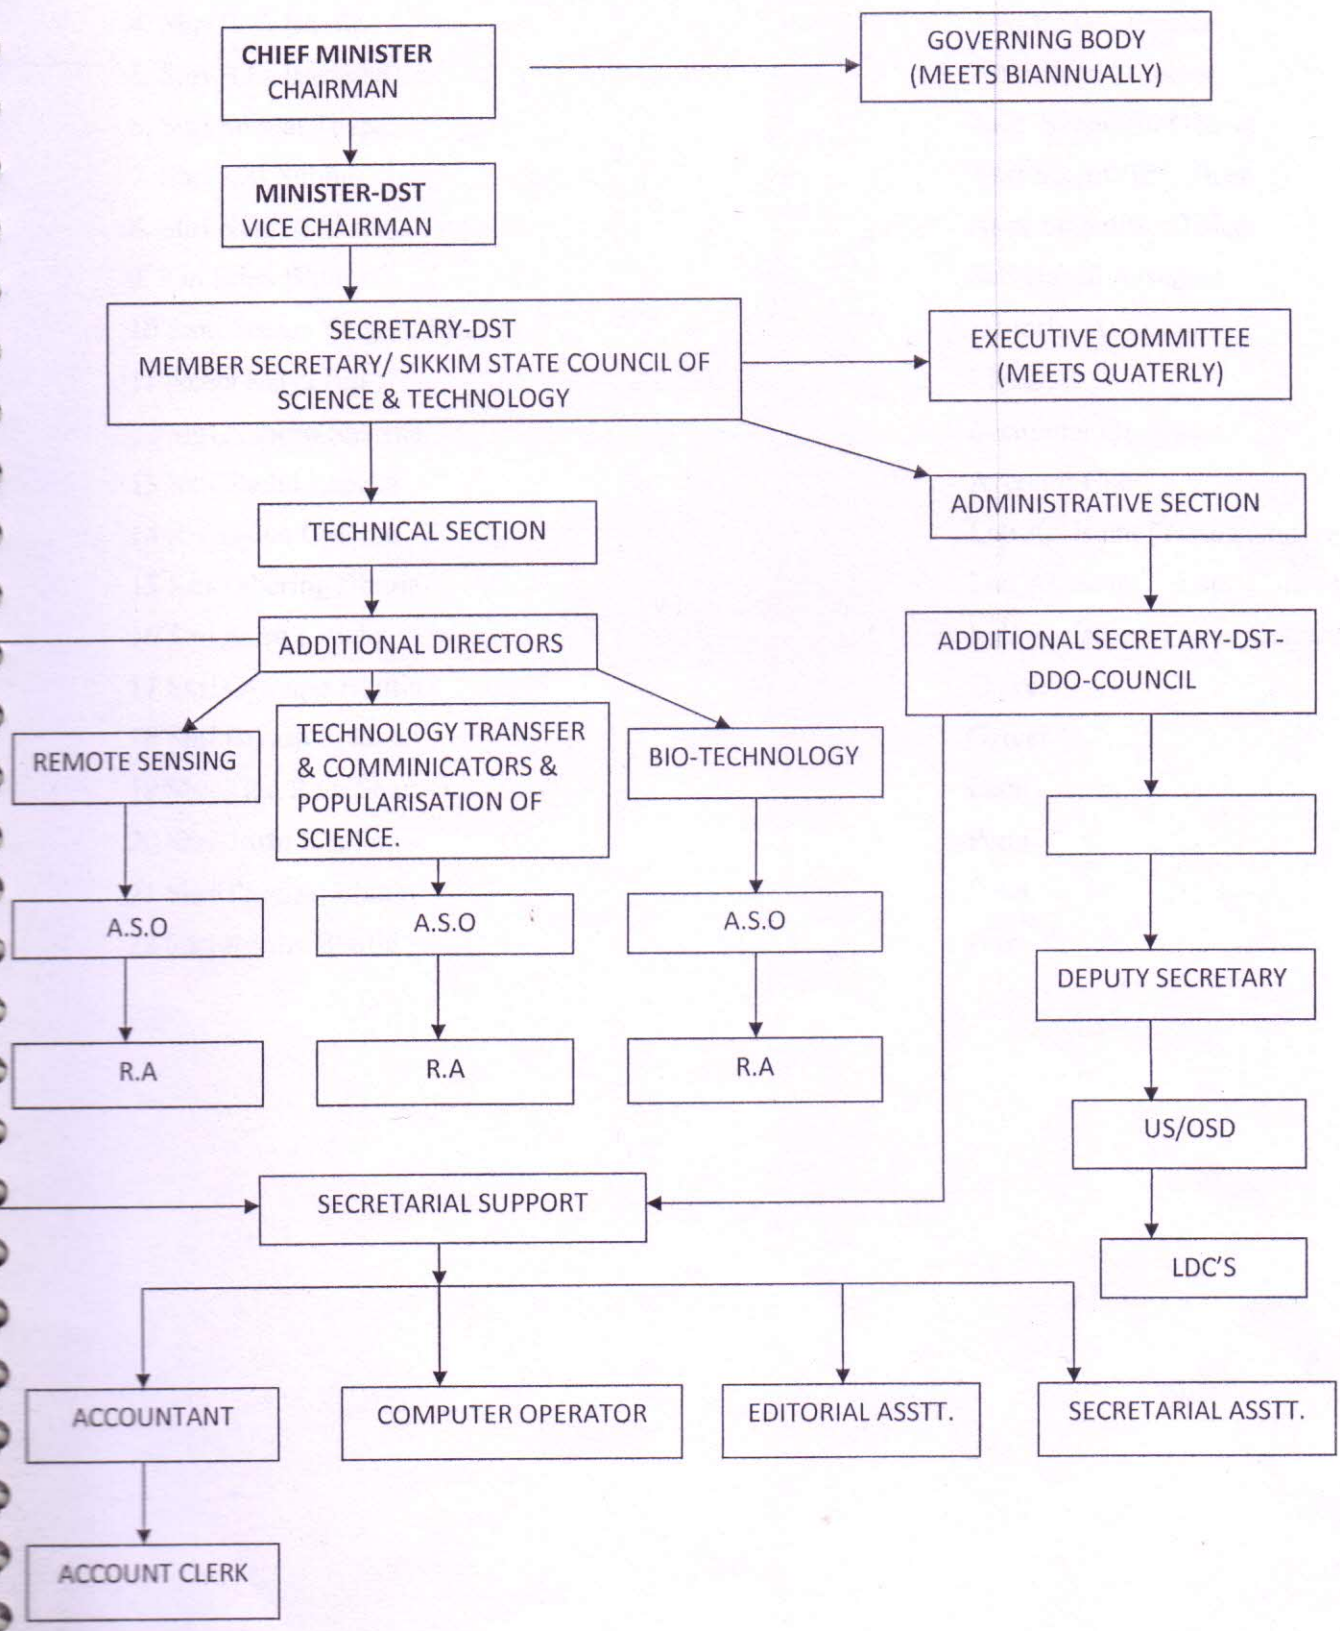 CHIEF MINISTER
CHAIRMAN
GOVERNING BODY
(MEETS BIANNUALLY)
MINISTER-DST
VICE CHAIRMAN
SECRETARY-DST
MEMBER SECRETARY/ SIKKIM STATE COUNCIL OF
SCIENCE & TECHNOLOGY
EXECUTIVE COMMITTEE
(MEETS QUATERLY)
TECHNICAL SECTION
ADMINISTRATIVE SECTION
ADDITIONAL DIRECTORS
ADDITIONAL SECRETARY-DST-
DDO-COUNCIL
REMOTE SENSING
TECHNOLOGY TRANSFER
& COMMINICATORS &
POPULARISATION OF
SCIENCE.
BIO-TECHNOLOGY
A.S.O
A.S.O
A.S.O
DEPUTY SECRETARY
R.A
R.A
R.A
US/OSD
SECRETARIAL SUPPORT
LDC'S
ACCOUNTANT
COMPUTER OPERATOR
EDITORIAL ASSTT.
SECRETARIAL ASSTT.
ACCOUNT CLERK